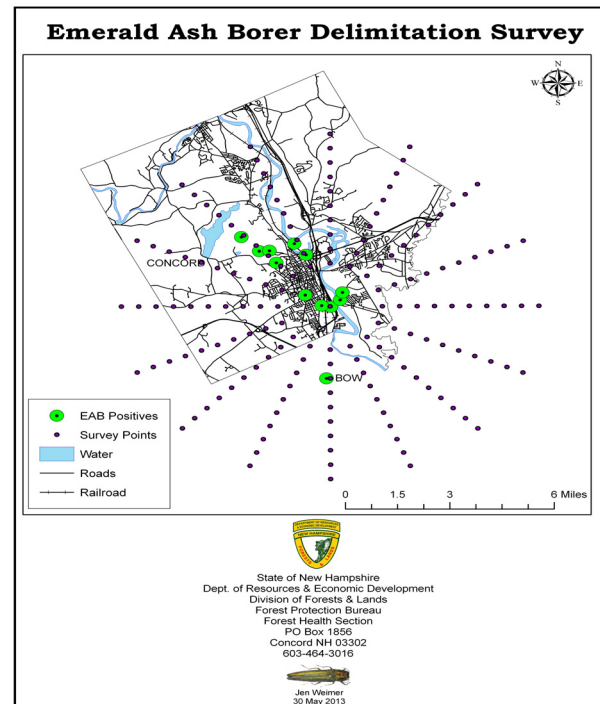 Emerald Ash Borer Delimitation Survey
N
W E
S
CONCORD
BOW
EAB Positives
Survey Points
Water
Roads
Railroad
0 1.5 3 6 Miles
NEW HAMPSHIRE
State of New Hampshire
Dept. of Resources & Economic Development
Division of Forests & Lands
Forest Protection Bureau
Forest Health Section
PO Box 1856
Concord NH 03302
603-464-3016
Jen Weimer
30 May 2013